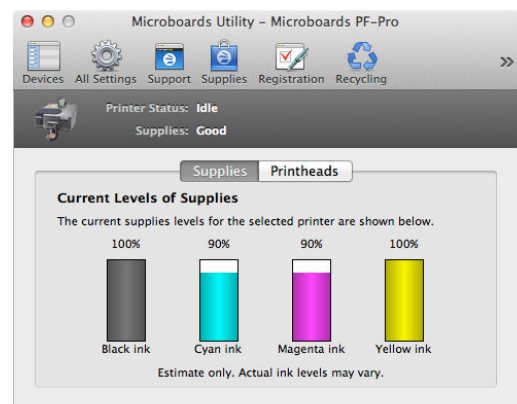 Microboards Utility – Microboards PF-Pro
Devices All Settings Support Supplies Registration Recycling »
Printer Status: Idle
Supplies: Good
Supplies Printheads
Current Levels of Supplies
The current supplies levels for the selected printer are shown below.
100% 90% 90% 100%
Black ink Cyan ink Magenta ink Yellow ink
Estimate only. Actual ink levels may vary.